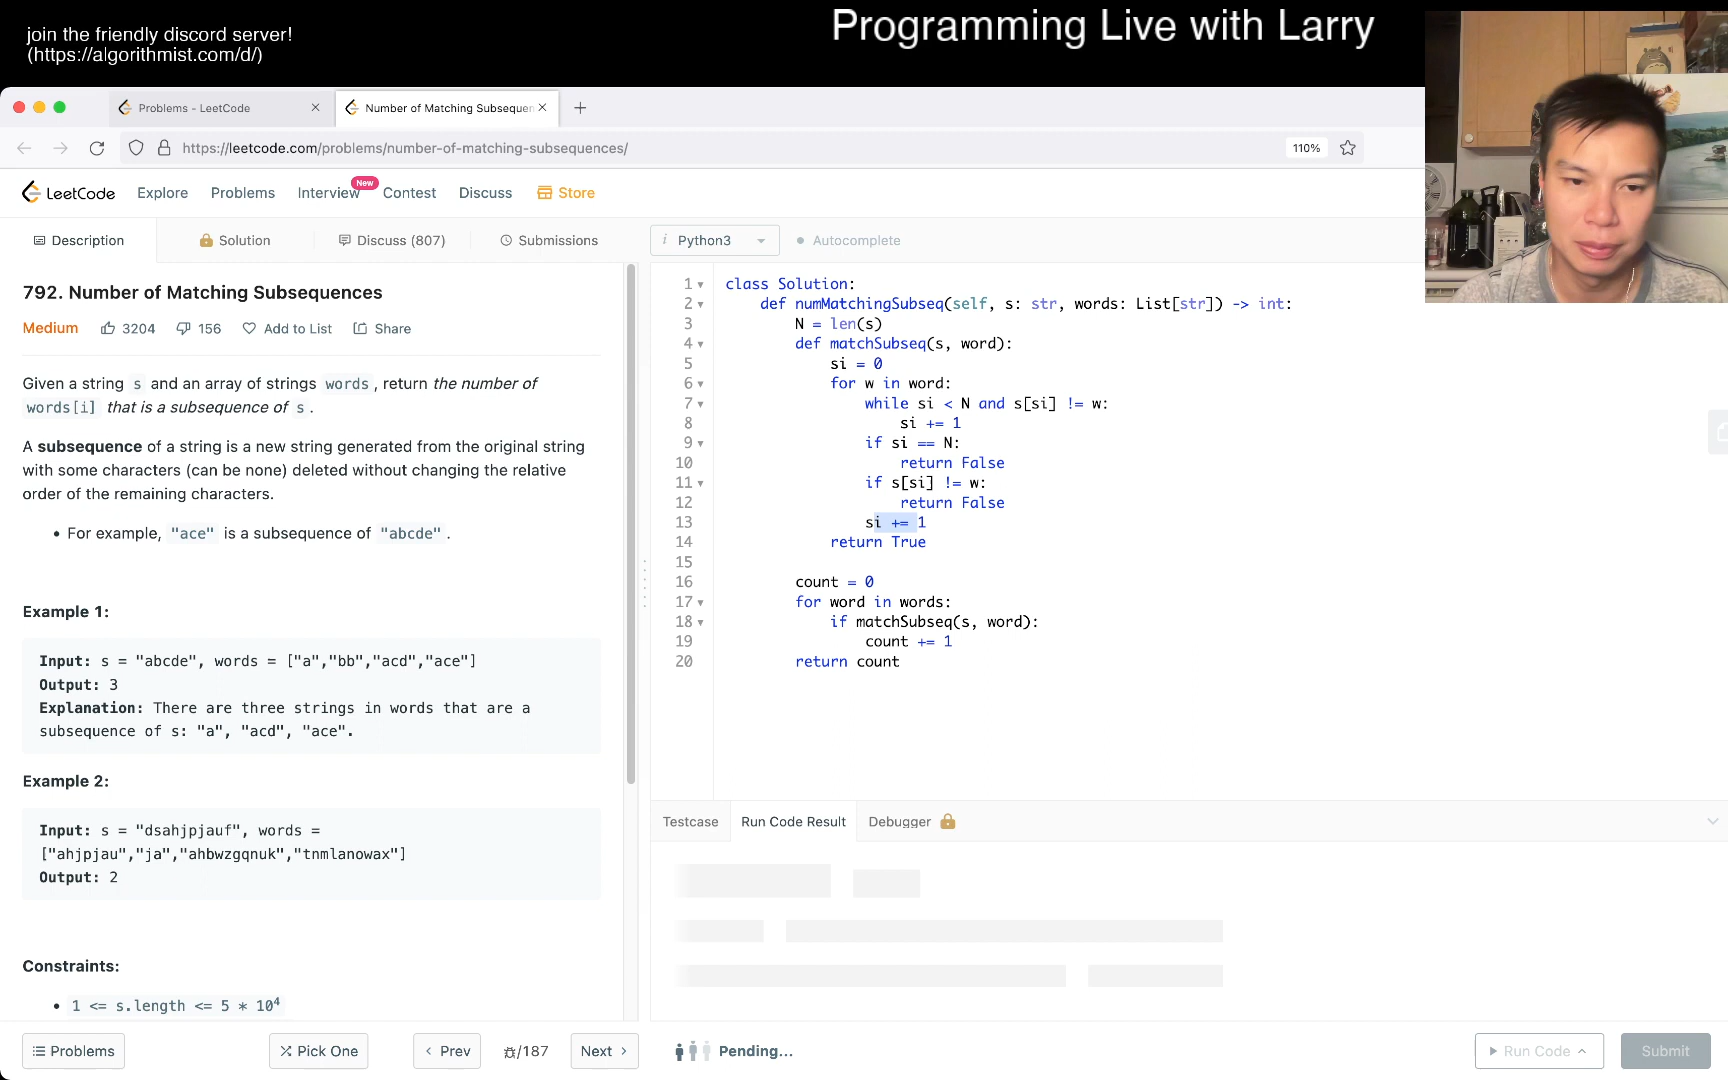 join the friendly discord server!
(https://algorithmist.com/d/)
Programming Live with Larry
Problems - LeetCode
Number of Matching Subsequen
https://leetcode.com/problems/number-of-matching-subsequences/
110%
LeetCode
Explore
Problems
Interview
New
Contest
Discuss
Store
Description
Solution
Discuss (807)
Submissions
i Python3
Autocomplete
792. Number of Matching Subsequences
Medium
3204
156
Add to List
Share
Given a string s and an array of strings words, return the number of
words[i] that is a subsequence of s.
A subsequence of a string is a new string generated from the original string
with some characters (can be none) deleted without changing the relative
order of the remaining characters.
• For example, "ace" is a subsequence of "abcde".
Example 1:
Input: s = "abcde", words = ["a","bb","acd","ace"]
Output: 3
Explanation: There are three strings in words that are a
subsequence of s: "a", "acd", "ace".
Example 2:
Input: s = "dsahjpjauf", words =
["ahjpjau","ja","ahbwzgqnuk","tnmlanowax"]
Output: 2
Constraints:
• 1 <= s.length <= 5 * 10⁴
1 class Solution:
2 def numMatchingSubseq(self, s: str, words: List[str]) -> int:
3 N = len(s)
4 def matchSubseq(s, word):
5 si = 0
6 for w in word:
7 while si < N and s[si] != w:
8 si += 1
9 if si == N:
10 return False
11 if s[si] != w:
12 return False
13 si += 1
14 return True
15
16 count = 0
17 for word in words:
18 if matchSubseq(s, word):
19 count += 1
20 return count
Testcase
Run Code Result
Debugger
Problems
Pick One
Prev
/187
Next
Pending...
Run Code
Submit